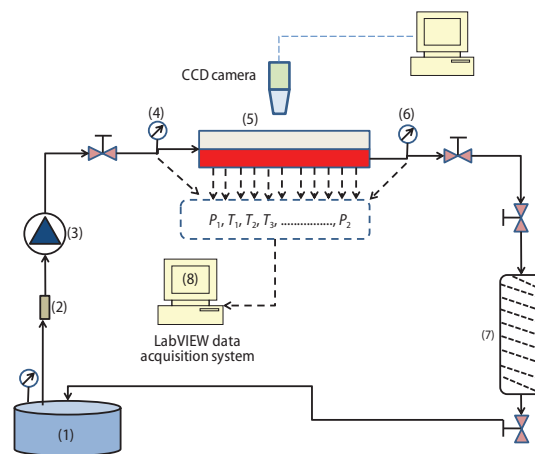 CCD camera
(4)
(5)
(6)
(3)
P1, T1, T2, T3, ................., P2
(2)
(8)
(7)
LabVIEW data
acquisition system
(1)